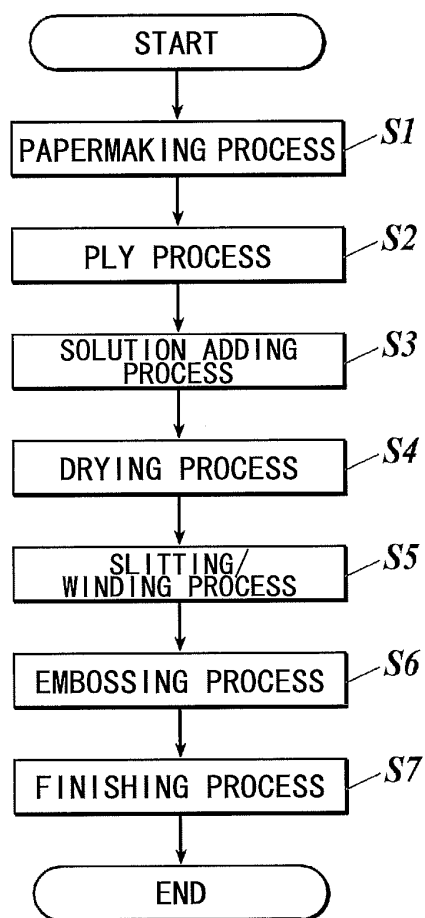 START
PAPERMAKING PROCESS
S1
PLY PROCESS
S2
SOLUTION ADDING
PROCESS
S3
DRYING PROCESS
S4
SLITTING/
WINDING PROCESS
S5
EMBOSSING PROCESS
S6
FINISHING PROCESS
S7
END